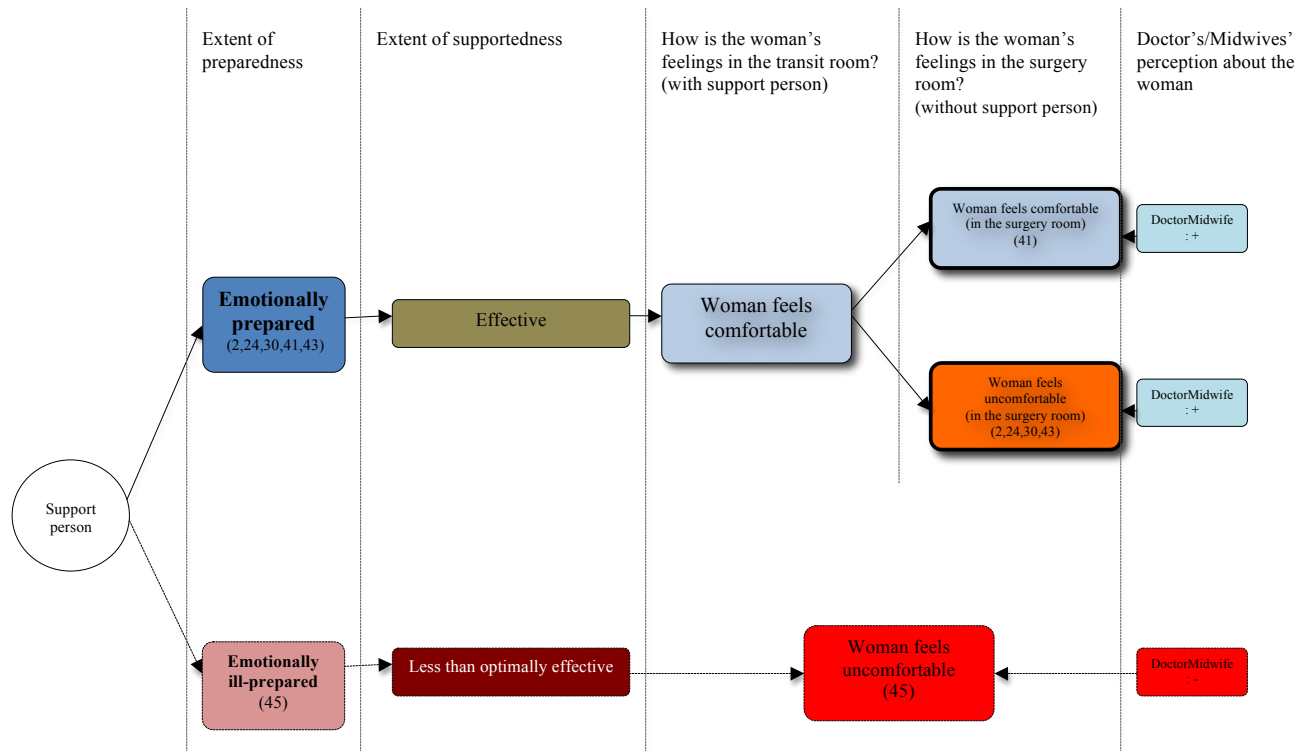 Extent of
preparedness
Extent of supportedness
How is the woman's
feelings in the transit room?
(with support person)
How is the woman's
feelings in the surgery
room?
(without support person)
Doctor's/Midwives'
perception about the
woman
Woman feels comfortable
(in the surgery room)
(41)
DoctorMidwife
: +
Emotionally
prepared
(2,24,30,41,43)
Effective
Woman feels
comfortable
Woman feels
uncomfortable
(in the surgery room)
(2,24,30,43)
DoctorMidwife
: +
Support
person
Emotionally
ill-prepared
(45)
Less than optimally effective
Woman feels
uncomfortable
(45)
DoctorMidwife
: -